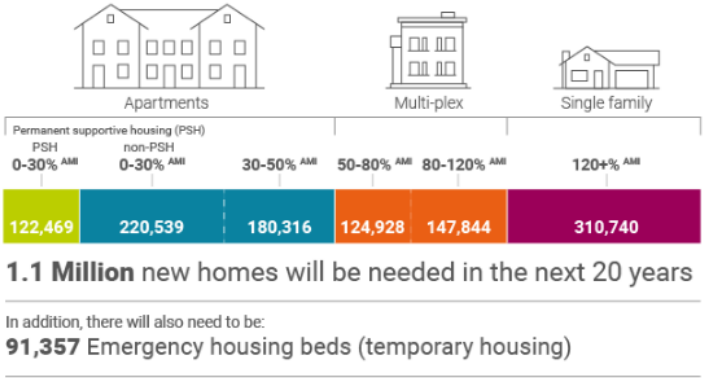 Apartments Multi-plex Single family
Permanent supportive housing (PSH)
PSH non-PSH
0-30% AMI 0-30% AMI 30-50% AMI 50-80% AMI 80-120% AMI 120+% AMI
122,469 220,539 180,316 124,928 147,844 310,740
1.1 Million new homes will be needed in the next 20 years
In addition, there will also need to be:
91,357 Emergency housing beds (temporary housing)